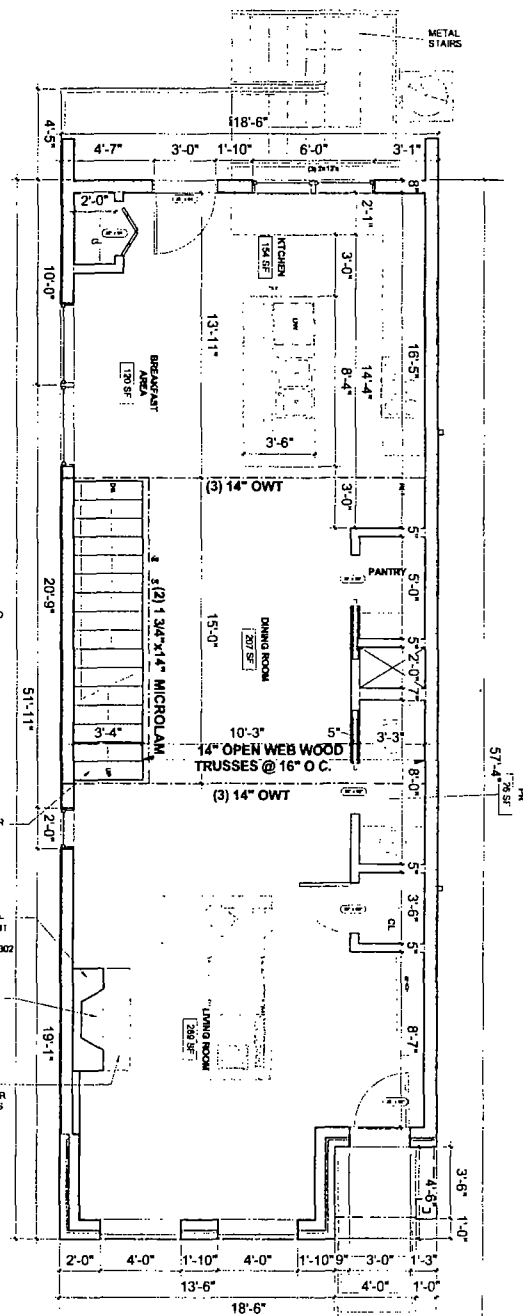 METAL
STAIRS
18'-6"
4'-5"
4'-7"
3'-0"
1'-10"
6'-0"
3'-1"
8"
2'-0"
2'-1"
KTCHEN
154 SF
3'-0"
10'-0"
13'-11"
16'-5"
14'-4"
8'-4"
DW
BREAKFAST
AREA
120 SF
3'-6"
3'-0"
(3) 14" OWT
5"
PANTRY
5'-0"
20'-9"
(2) 1 3/4"x14" MICROLAM
15'-0"
DINING ROOM
207 SF
5"
2'-0"
7"
51'-11"
57'-4"
3'-4"
10'-3"
5"
3'-3"
14" OPEN WEB WOOD
TRUSSES @ 16" O C.
8'-0"
PR
(3) 14" OWT
2'-0"
5"
3'-6"
CL
5"
302
LIVING ROOM
269 SF
19'-1"
8'-7"
3'-6"
4'-6"
1'-0"
2'-0"
4'-0"
1'-10"
4'-0"
1'-10"
9"
3'-0"
1'-3"
13'-6"
4'-0"
1'-0"
18'-6"